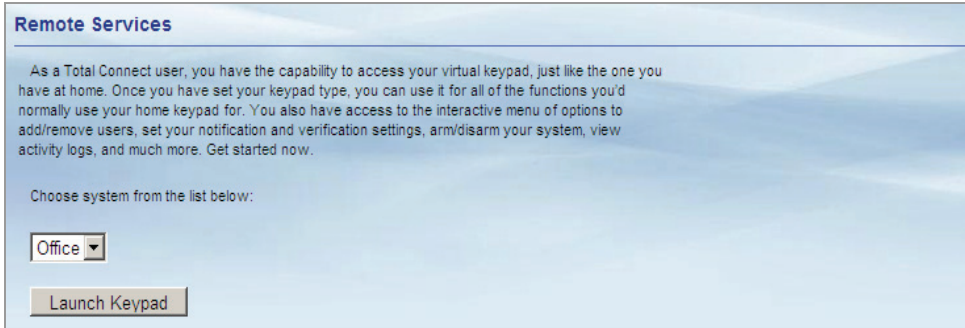 Remote Services
As a Total Connect user, you have the capability to access your virtual keypad, just like the one you
have at home. Once you have set your keypad type, you can use it for all of the functions you'd
normally use your home keypad for. You also have access to the interactive menu of options to
add/remove users, set your notification and verification settings, arm/disarm your system, view
activity logs, and much more. Get started now.
Choose system from the list below:
Office
Launch Keypad